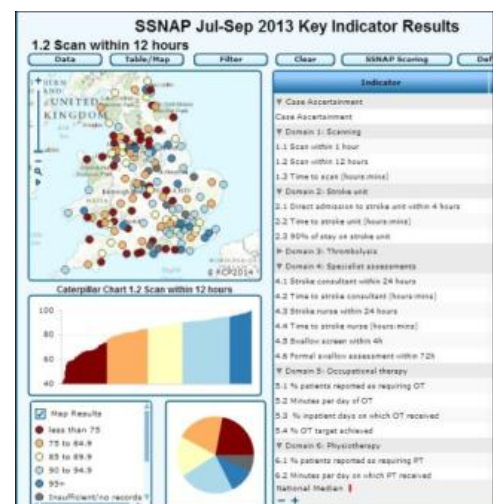 SSNAP Jul-Sep 2013 Key Indicator Results
1.2 Scan within 12 hours
Data
Table/Map
Filter
Clear
SSNAP Scoring
Def
UNITED
KINGDOM
© RCP2014
Caterpillar Chart 1.2 Scan within 12 hours
100
80
60
40
Map Results
less than 75
75 to 84.9
85 to 89.9
90 to 94.9
95+
Insufficient/no records
Indicator
Case Ascertainment
Case Ascertainment
Domain 1: Scanning
1.1 Scan within 1 hour
1.2 Scan within 12 hours
1.3 Time to scan (hours:mins)
Domain 2: Stroke unit
2.1 Direct admission to stroke unit within 4 hours
2.2 Time to stroke unit (hours:mins)
2.3 90% of stay on stroke unit
Domain 3: Thrombolysis
Domain 4: Specialist assessments
4.1 Stroke consultant within 24 hours
4.2 Time to stroke consultant (hours:mins)
4.3 Stroke nurse within 24 hours
4.4 Time to stroke nurse (hours:mins)
4.5 Swallow screen within 4h
4.6 Formal swallow assessment within 72h
Domain 5: Occupational therapy
5.1 % patients reported as requiring OT
5.2 Minutes per day of OT
5.3 % inpatient days on which OT received
5.4 % OT target achieved
Domain 6: Physiotherapy
6.1 % patients reported as requiring PT
6.2 Minutes per day on which PT received
National Median